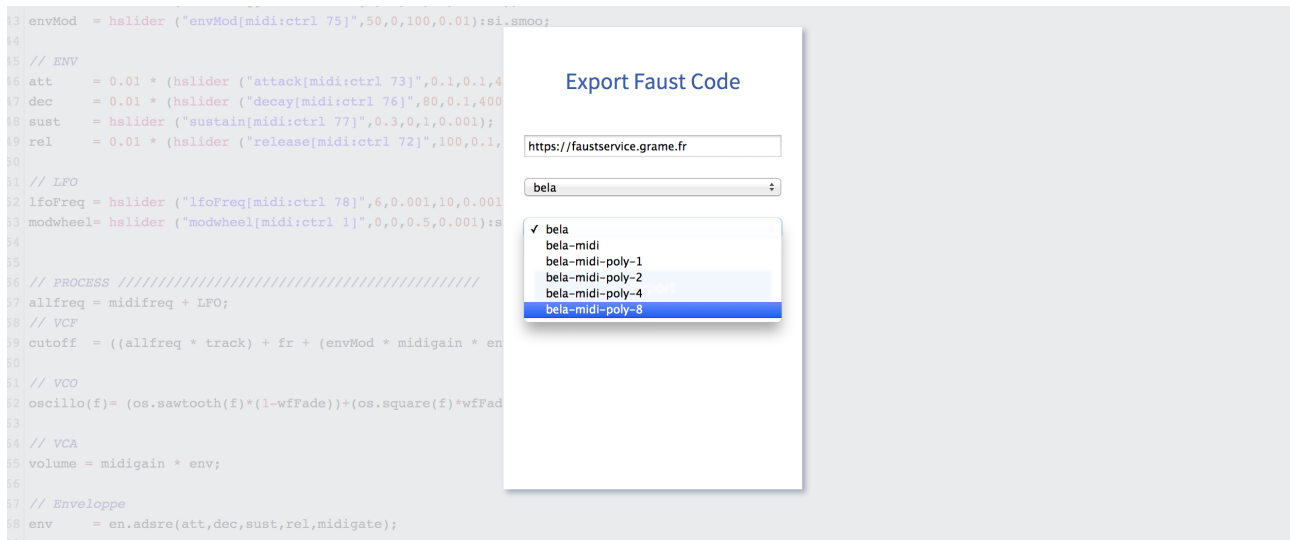 43 envMod = hslider ("envMod[midi:ctrl 75]",50,0,100,0.01):si.smoo;
44
45 // ENV
46 att = 0.01 * (hslider ("attack[midi:ctrl 73]",0.1,0.1,4
47 dec = 0.01 * (hslider ("decay[midi:ctrl 76]",80,0.1,400
48 sust = hslider ("sustain[midi:ctrl 77]",0.3,0,1,0.001);
49 rel = 0.01 * (hslider ("release[midi:ctrl 72]",100,0.1,
50
51 // LFO
52 lfoFreq = hslider ("lfoFreq[midi:ctrl 78]",6,0.001,10,0.001
53 modwheel= hslider ("modwheel[midi:ctrl 1]",0,0,0.5,0.001):s
54
55
56 // PROCESS /////////////////////////////////////////////
57 allfreq = midifreq + LFO;
58 // VCF
59 cutoff = ((allfreq * track) + fr + (envMod * midigain * en
60
61 // VCO
62 oscillo(f)= (os.sawtooth(f)*(1-wfFade))+(os.square(f)*wfFad
63
64 // VCA
65 volume = midigain * env;
66
67 // Enveloppe
68 env = en.adsre(att,dec,sust,rel,midigate);
Export Faust Code
https://faustservice.grame.fr
bela
✓ bela
bela-midi
bela-midi-poly-1
bela-midi-poly-2
bela-midi-poly-4
bela-midi-poly-8